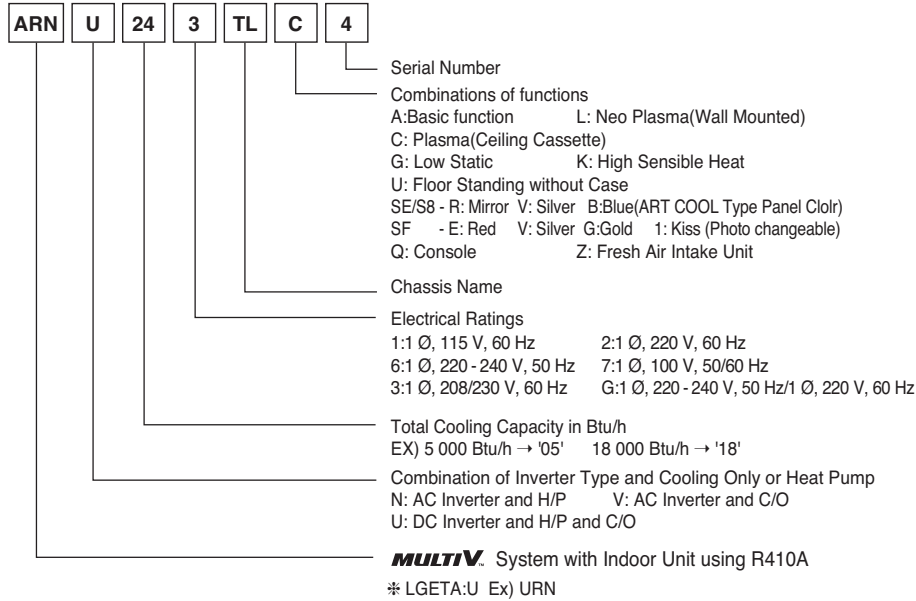 ARN U 24 3 TL C 4
Serial Number
Combinations of functions
A:Basic function L: Neo Plasma(Wall Mounted)
C: Plasma(Ceiling Cassette)
G: Low Static K: High Sensible Heat
U: Floor Standing without Case
SE/S8 - R: Mirror V: Silver B:Blue(ART COOL Type Panel Clolr)
SF - E: Red V: Silver G:Gold 1: Kiss (Photo changeable)
Q: Console Z: Fresh Air Intake Unit
Chassis Name
Electrical Ratings
1:1 Ø, 115 V, 60 Hz 2:1 Ø, 220 V, 60 Hz
6:1 Ø, 220 - 240 V, 50 Hz 7:1 Ø, 100 V, 50/60 Hz
3:1 Ø, 208/230 V, 60 Hz G:1 Ø, 220 - 240 V, 50 Hz/1 Ø, 220 V, 60 Hz
Total Cooling Capacity in Btu/h
EX) 5 000 Btu/h → '05' 18 000 Btu/h → '18'
Combination of Inverter Type and Cooling Only or Heat Pump
N: AC Inverter and H/P V: AC Inverter and C/O
U: DC Inverter and H/P and C/O
MULTI V™ System with Indoor Unit using R410A
❈ LGETA:U Ex) URN